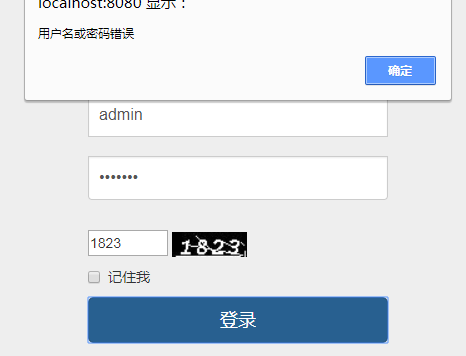 localhost:8080 显示：
用户名或密码错误
确定
admin
•••••••
1823 1823
记住我
登录